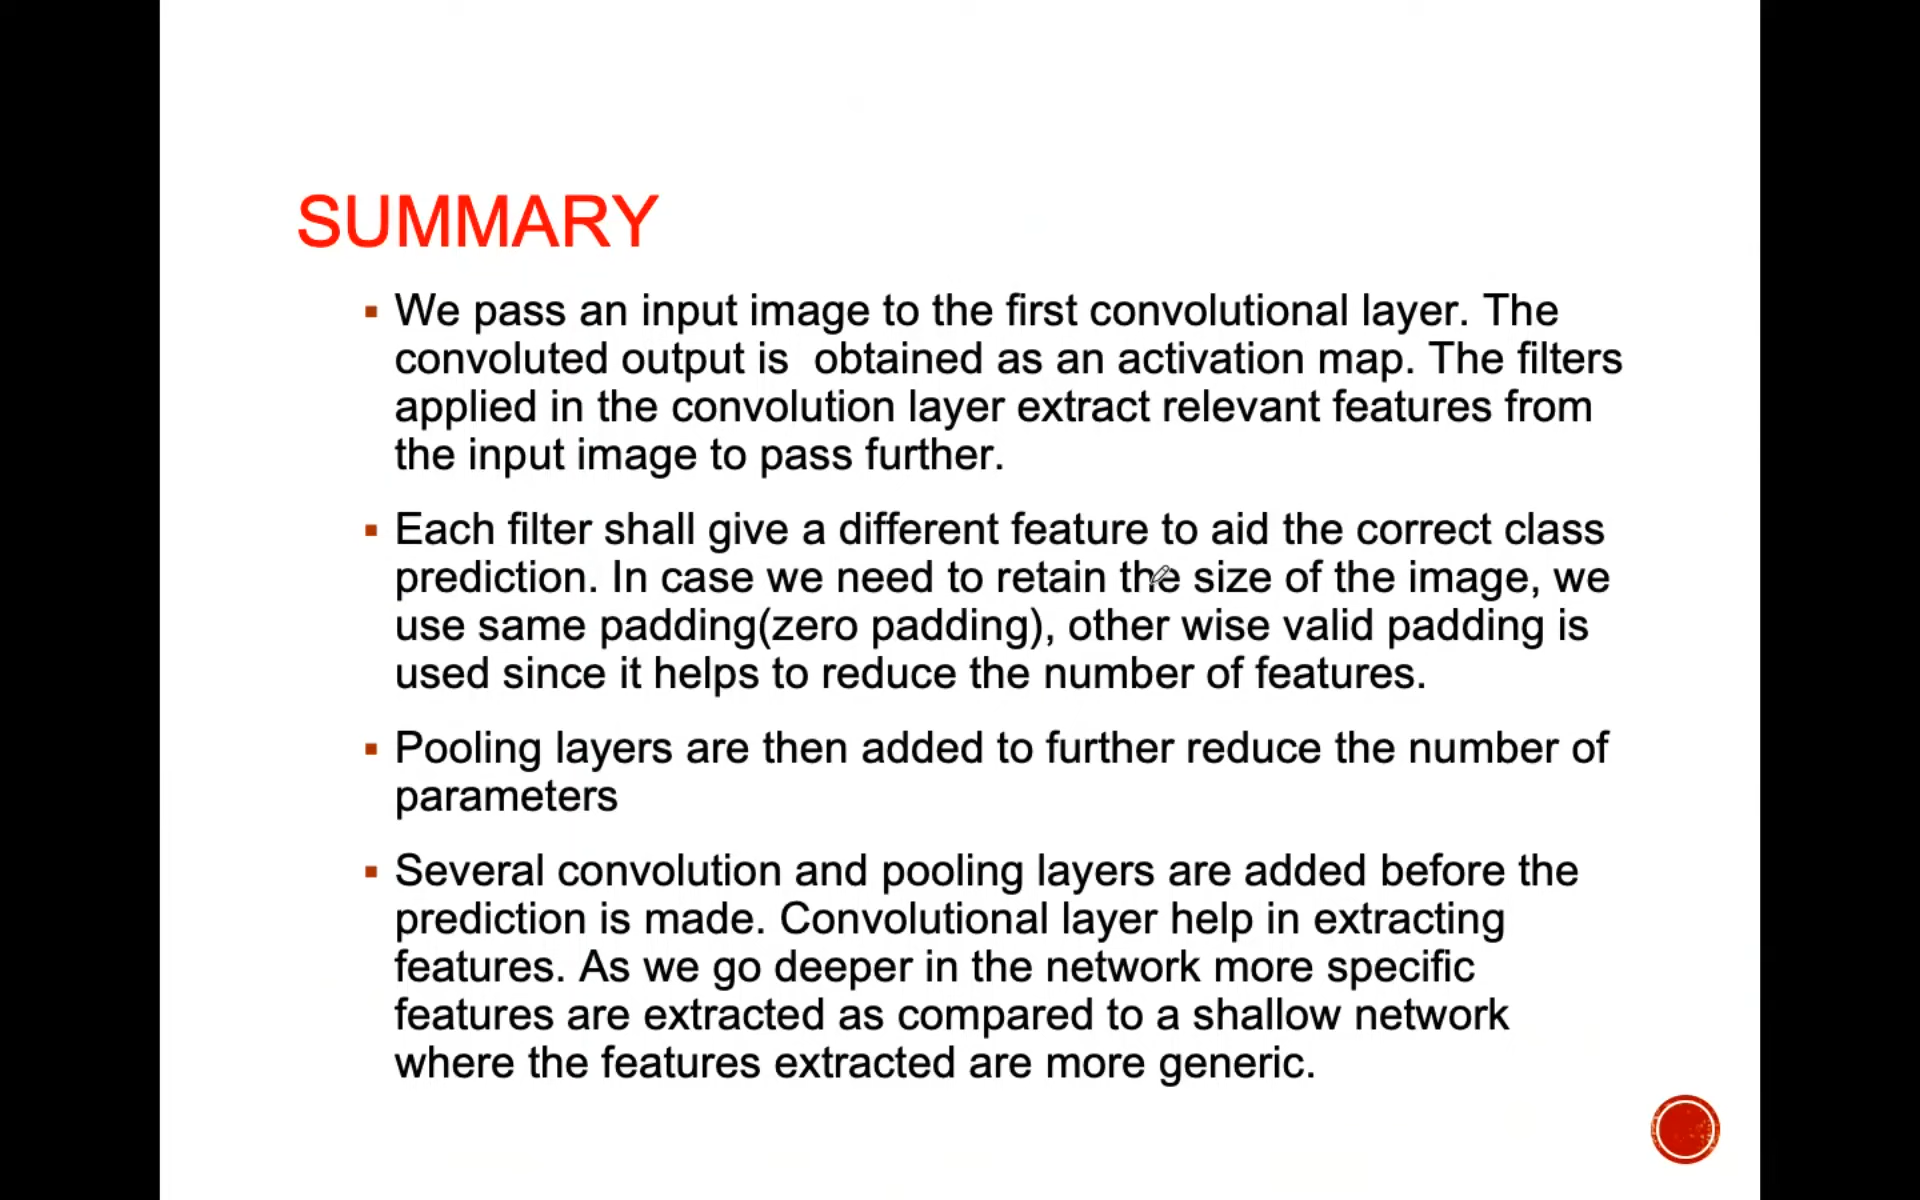 SUMMARY
We pass an input image to the first convolutional layer. The
convoluted output is  obtained as an activation map. The filters
applied in the convolution layer extract relevant features from
the input image to pass further.
Each filter shall give a different feature to aid the correct class
prediction. In case we need to retain the size of the image, we
use same padding(zero padding), other wise valid padding is
used since it helps to reduce the number of features.
Pooling layers are then added to further reduce the number of
parameters
Several convolution and pooling layers are added before the
prediction is made. Convolutional layer help in extracting
features. As we go deeper in the network more specific
features are extracted as compared to a shallow network
where the features extracted are more generic.